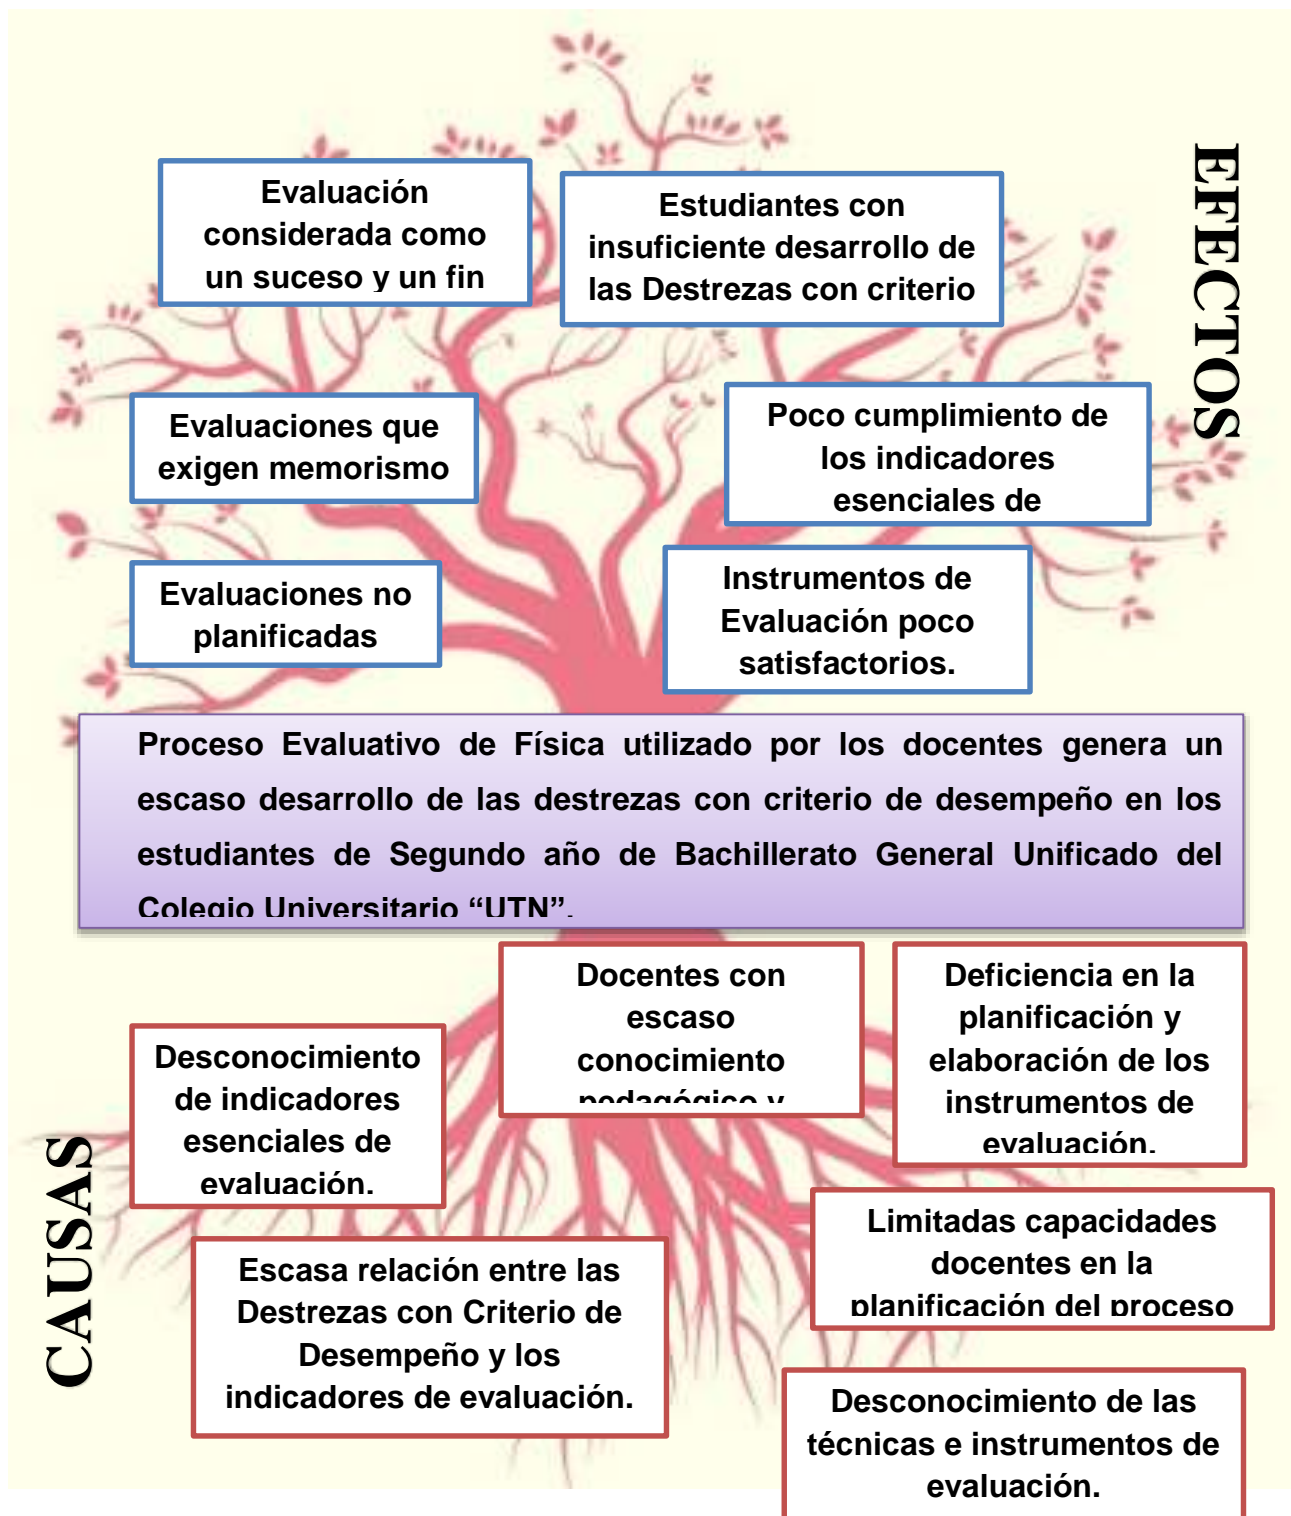 EFECTOS
Evaluación
considerada como
un suceso y un fin
Estudiantes con
insuficiente desarrollo de
las Destrezas con criterio
Evaluaciones que
exigen memorismo
Poco cumplimiento de
los indicadores
esenciales de
Evaluaciones no
planificadas
Instrumentos de
Evaluación poco
satisfactorios.
Proceso Evaluativo de Física utilizado por los docentes genera un
escaso desarrollo de las destrezas con criterio de desempeño en los
estudiantes de Segundo año de Bachillerato General Unificado del
Colegio Universitario “UTN”.
Docentes con
escaso
conocimiento
pedagógico y
Deficiencia en la
planificación y
elaboración de los
instrumentos de
evaluación.
Desconocimiento
de indicadores
esenciales de
evaluación.
CAUSAS
Limitadas capacidades
docentes en la
planificación del proceso
Escasa relación entre las
Destrezas con Criterio de
Desempeño y los
indicadores de evaluación.
Desconocimiento de las
técnicas e instrumentos de
evaluación.